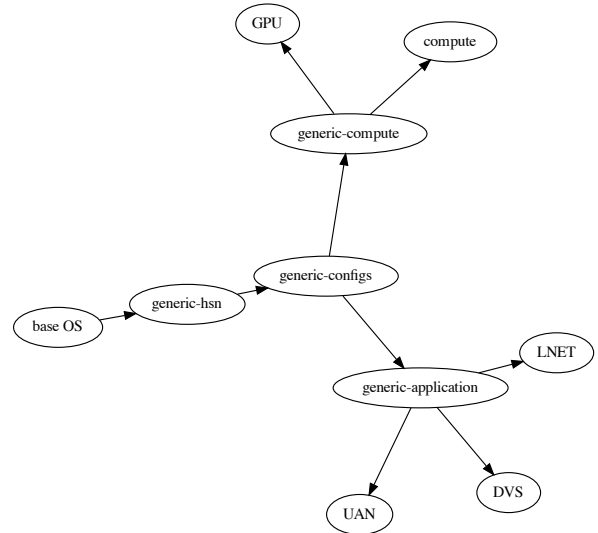 GPU
compute
generic-compute
generic-configs
generic-hsn
base OS
LNET
generic-application
DVS
UAN